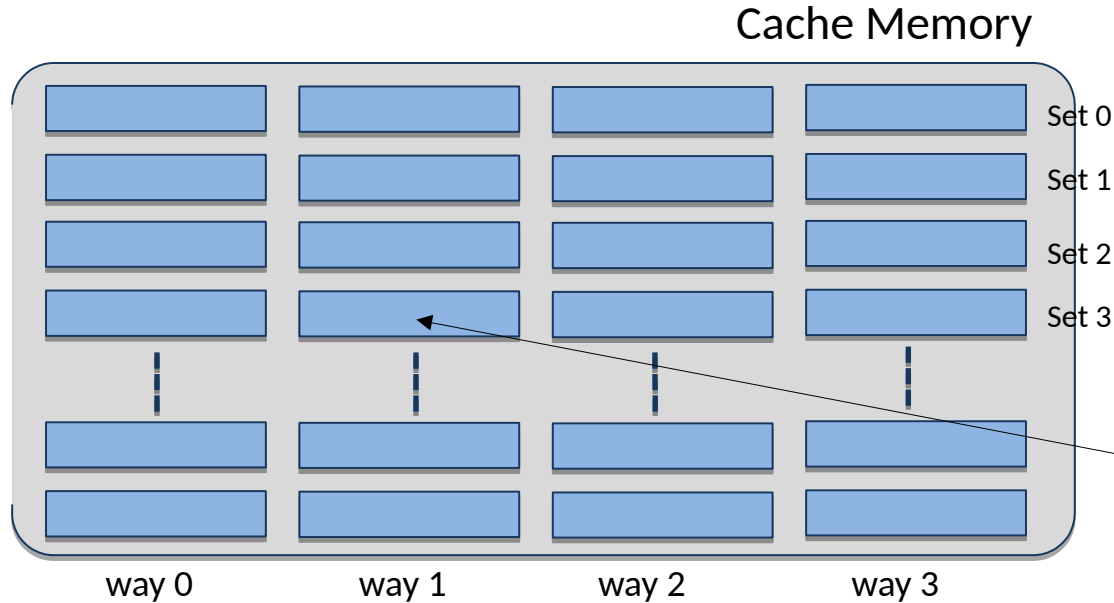 Cache Memory
Set 0
Set 1
Set 2
Set 3
way 0 way 1 way 2 way 3